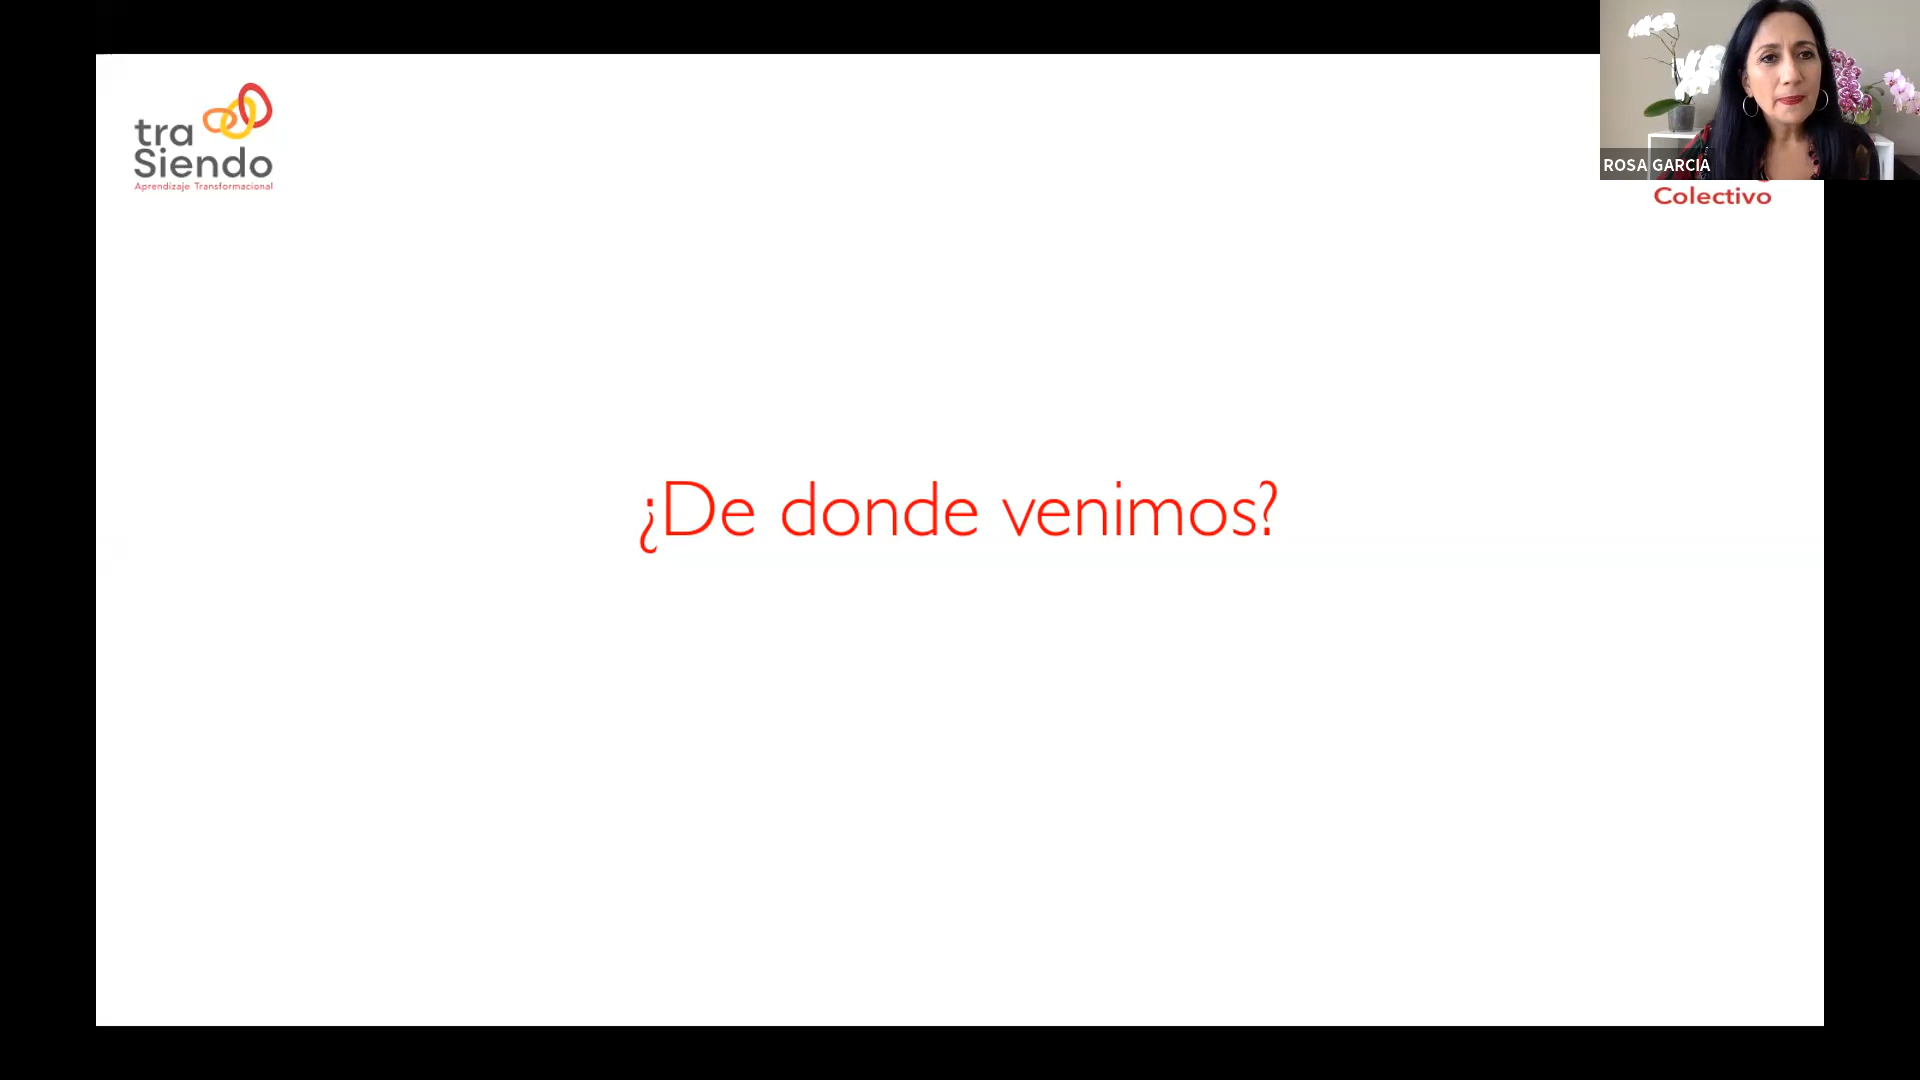 tra
Siendo
Aprendizaje Transformacional
ROSA GARCIA
Colectivo
¿De donde venimos?